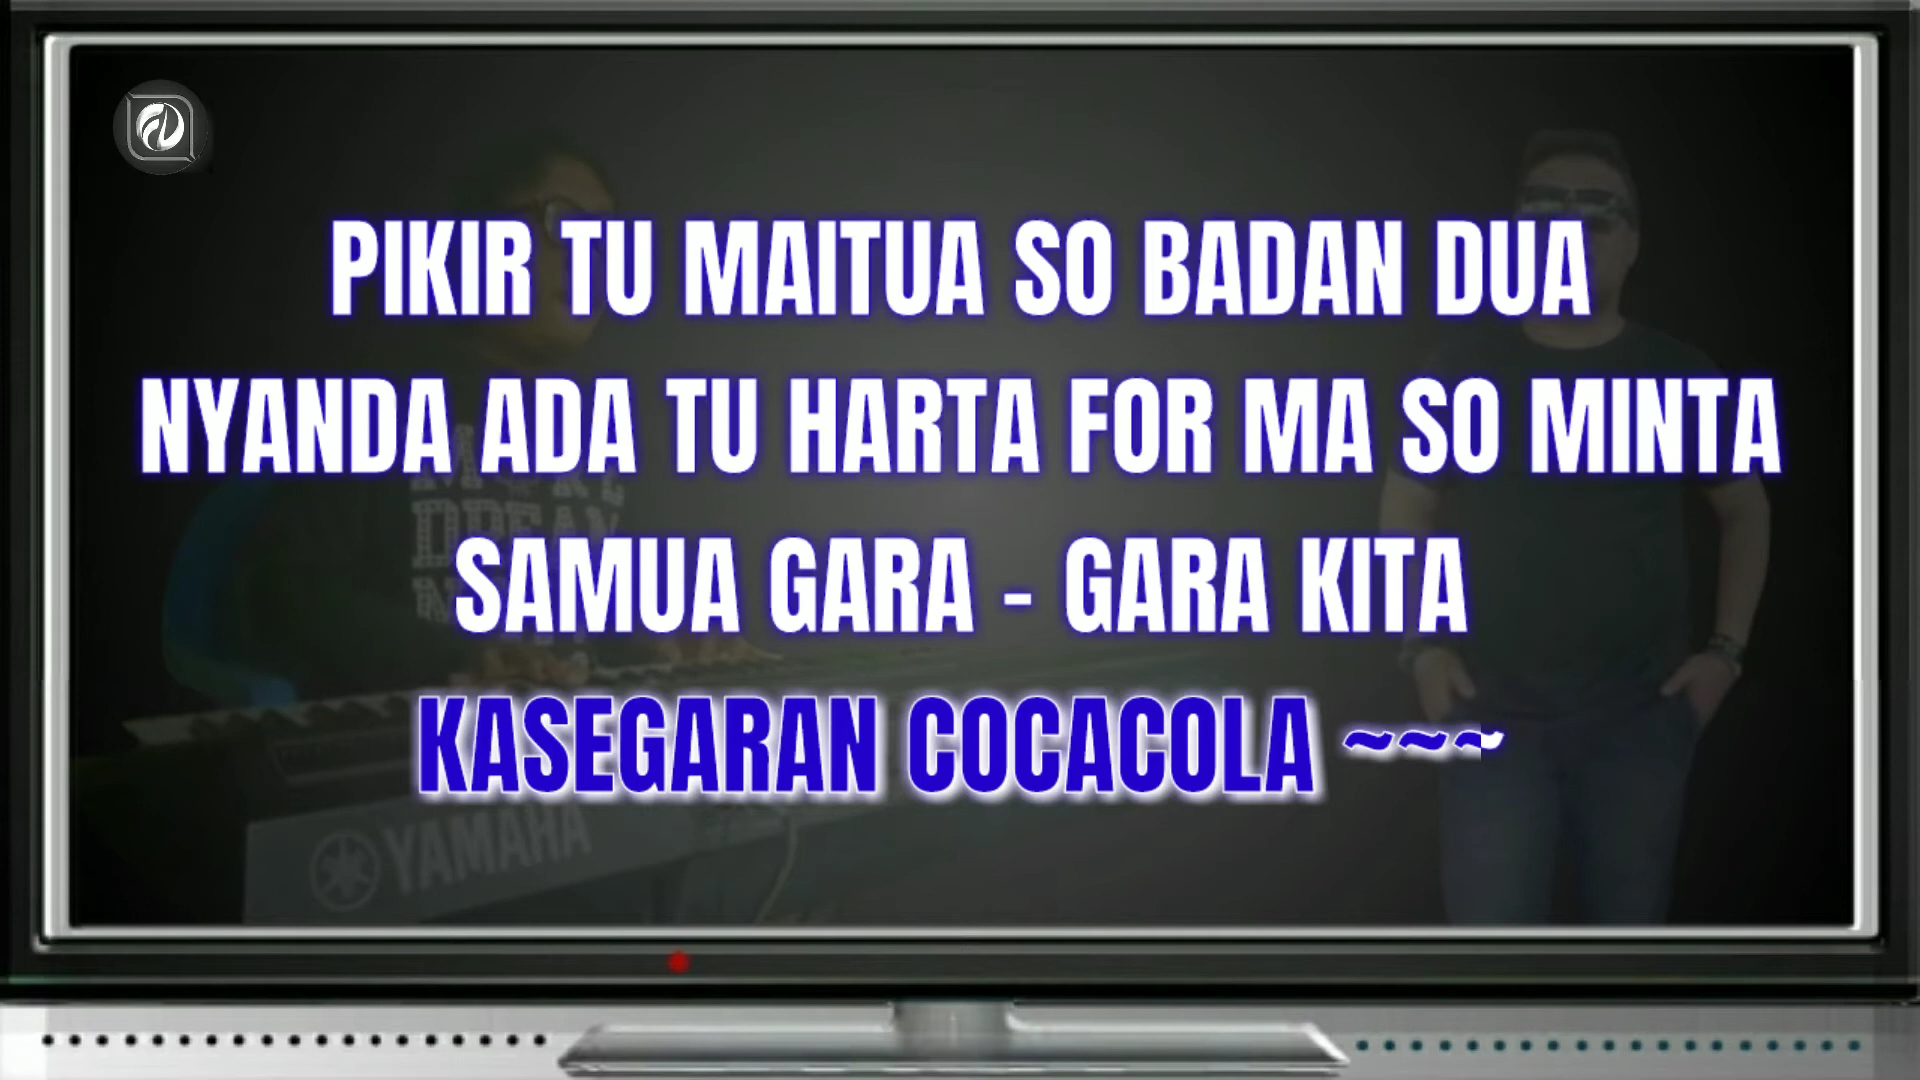 PIKIR TU MAITUA SO BADAN DUA
NYANDA ADA TU HARTA FOR MA SO MINTA
SAMUA GARA - GARA KITA
KASEGARAN COCACOLA ~~~
YAMAHA